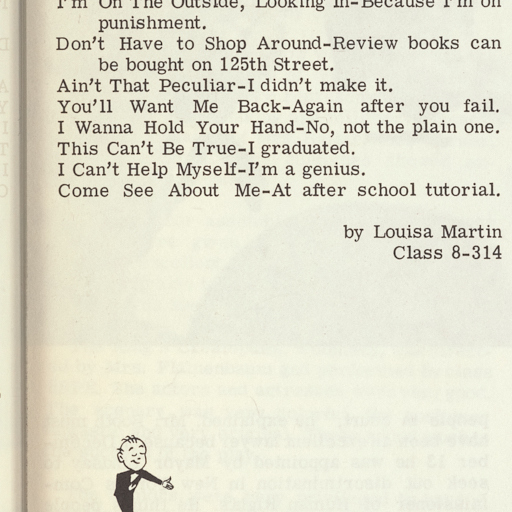 I'm On The Outside, Looking In-Because I'm on
punishment.
Don't Have to Shop Around-Review books can
be bought on 125th Street.
Ain't That Peculiar-I didn't make it.
You'll Want Me Back-Again after you fail.
I Wanna Hold Your Hand-No, not the plain one.
This Can't Be True-I graduated.
I Can't Help Myself-I'm a genius.
Come See About Me-At after school tutorial.
by Louisa Martin
Class 8-314